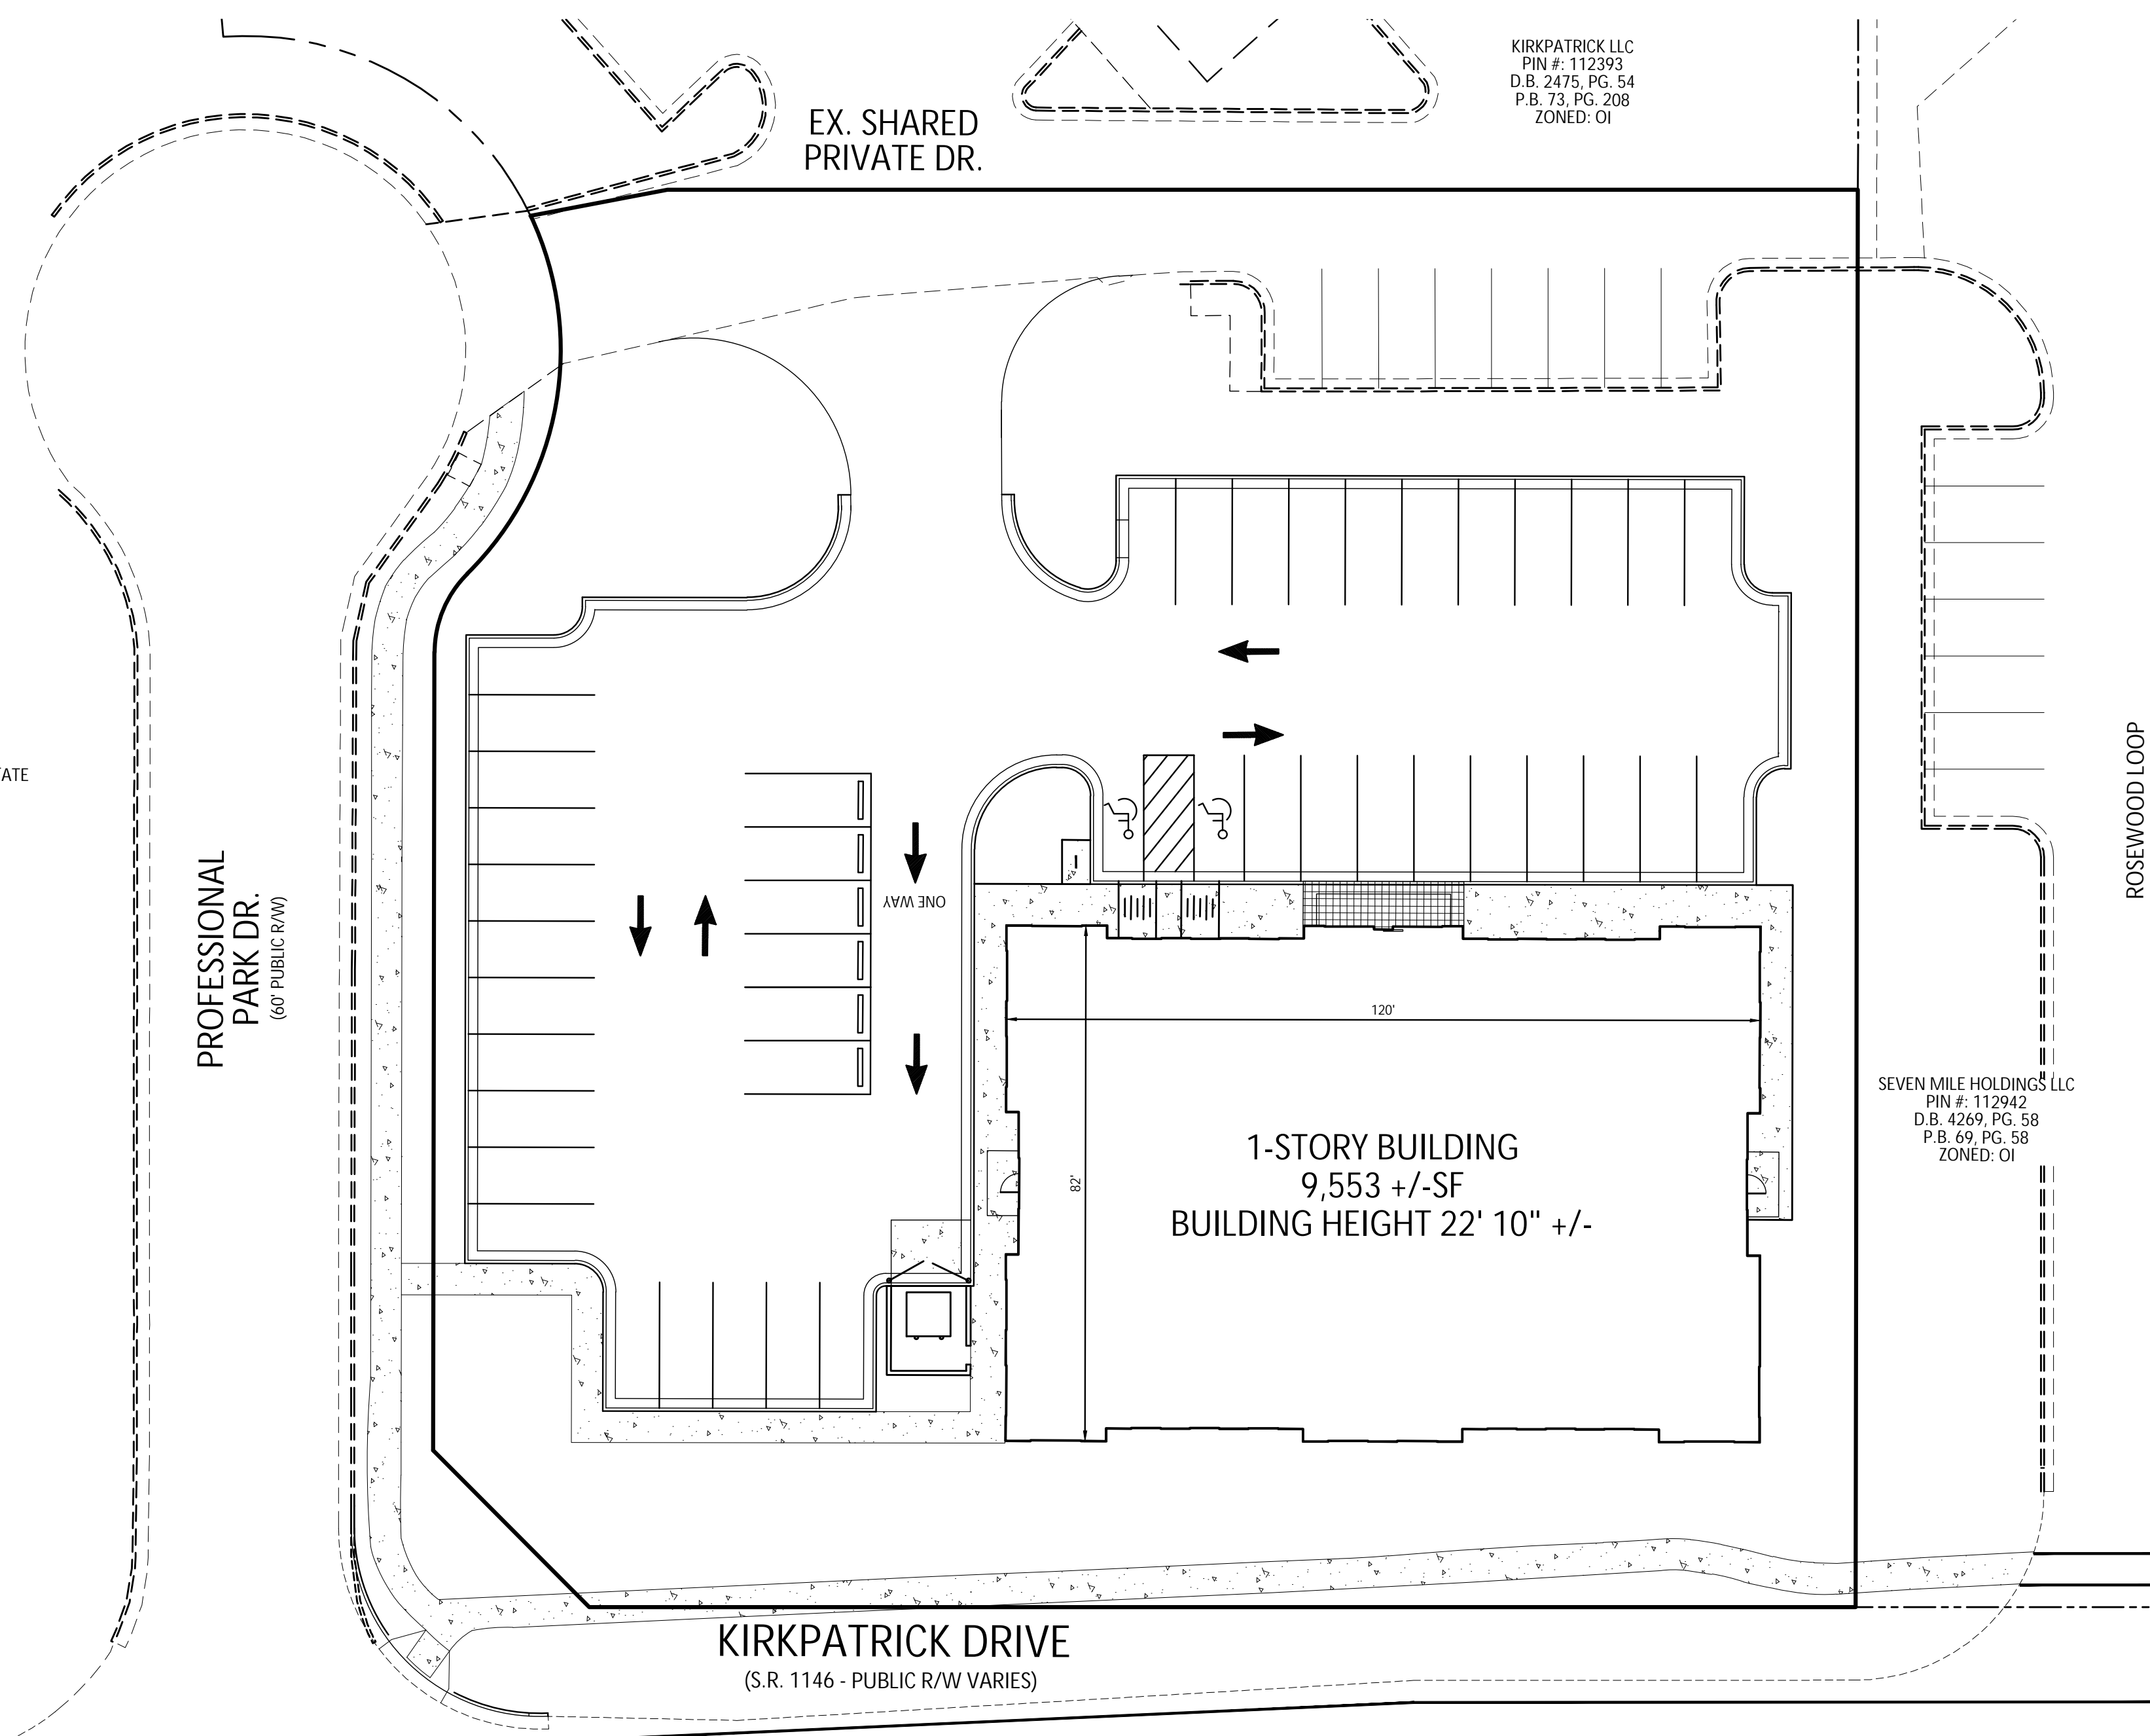 KIRKPATRICK LLC
PIN #: 112393
D.B. 2475, PG. 54
P.B. 73, PG. 208
ZONED: OI
EX. SHARED
PRIVATE DR.
ATE
PROFESSIONAL
PARK DR.
(60' PUBLIC R/W)
ONE WAY
120'
82'
1-STORY BUILDING
9,553 +/-SF
BUILDING HEIGHT 22' 10" +/-
ROSEWOOD LOOP
SEVEN MILE HOLDINGS LLC
PIN #: 112942
D.B. 4269, PG. 58
P.B. 69, PG. 58
ZONED: OI
KIRKPATRICK DRIVE
(S.R. 1146 - PUBLIC R/W VARIES)